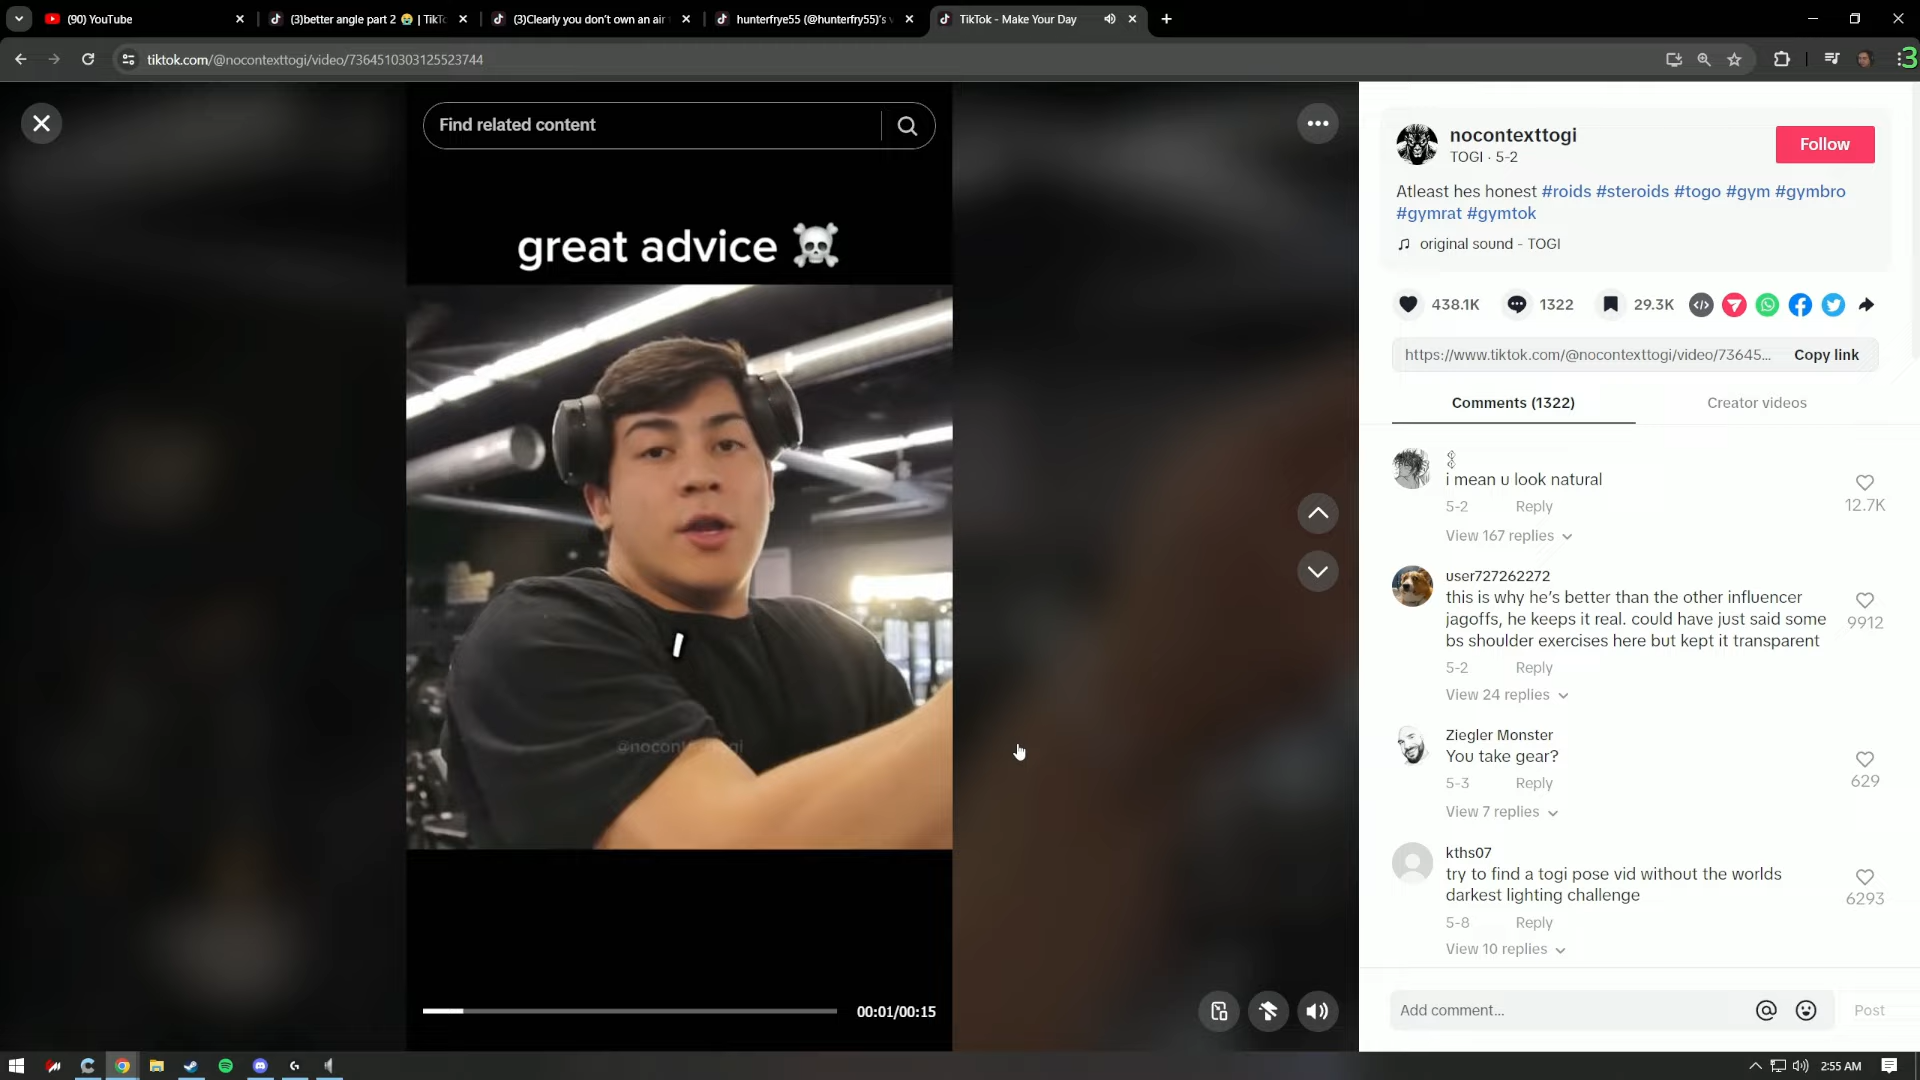 (90) YouTube
(3)better angle part 2 😭 | TikTo
(3)Clearly you don't own an air
hunterfrye55 (@hunterfry55)'s v
TikTok - Make Your Day
tiktok.com/@nocontexttogi/video/7364510303125523744
3
Find related content
great advice ☠️
I
00:01/00:15
nocontexttogi
TOGI · 5-2
Follow
Atleast hes honest #roids #steroids #togo #gym #gymbro
#gymrat #gymtok
original sound - TOGI
438.1K
1322
29.3K
https://www.tiktok.com/@nocontexttogi/video/73645...
Copy link
Comments (1322)
Creator videos
i mean u look natural
5-2 Reply
12.7K
View 167 replies
user727262272
this is why he's better than the other influencer
jagoffs, he keeps it real. could have just said some
bs shoulder exercises here but kept it transparent
9912
5-2 Reply
View 24 replies
Ziegler Monster
You take gear?
629
5-3 Reply
View 7 replies
kths07
try to find a togi pose vid without the worlds
darkest lighting challenge
6293
5-8 Reply
View 10 replies
Add comment...
Post
2:55 AM